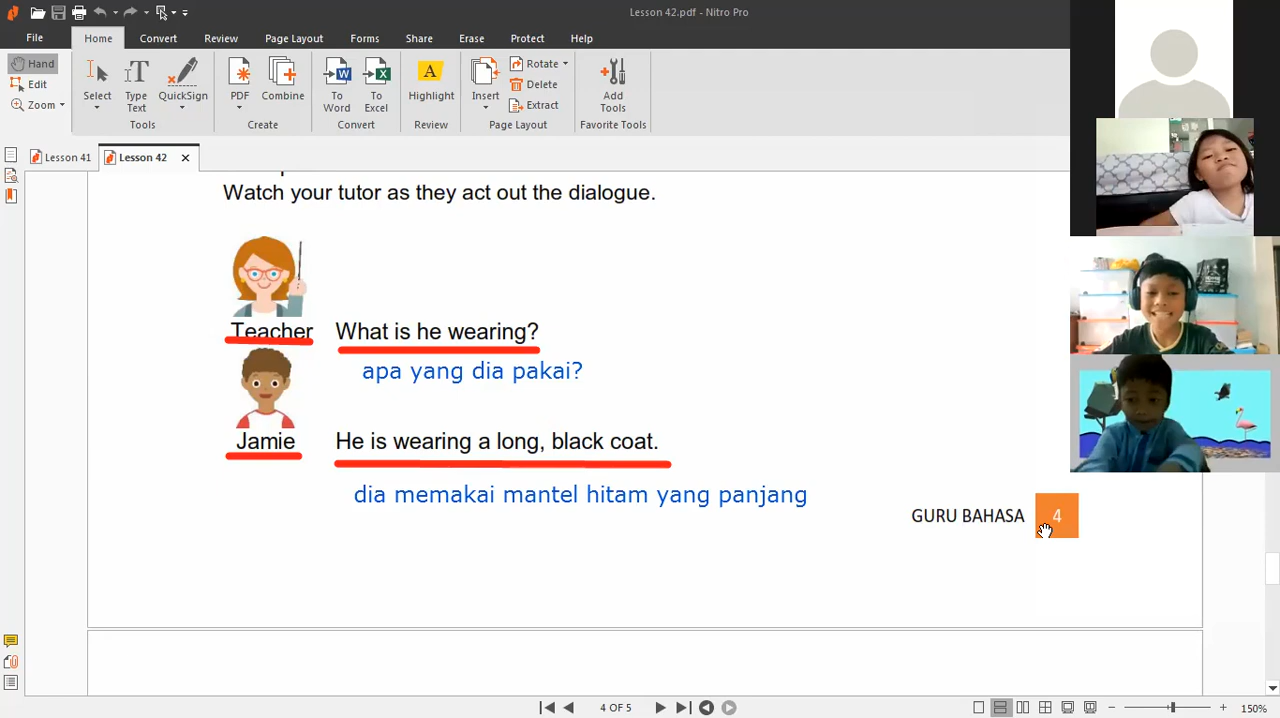 Lesson 42.pdf - Nitro Pro
File
Home
Convert
Review
Page Layout
Forms
Share
Erase
Protect
Help
Hand
Edit
Zoom
Select
Type Text
QuickSign
Tools
PDF
Combine
Create
To Word
To Excel
Convert
Highlight
Review
Insert
Rotate
Delete
Extract
Page Layout
Add Tools
Favorite Tools
Lesson 41
Lesson 42
Watch your tutor as they act out the dialogue.
Teacher What is he wearing?
apa yang dia pakai?
Jamie He is wearing a long, black coat.
dia memakai mantel hitam yang panjang
GURU BAHASA 4
4 OF 5
150%